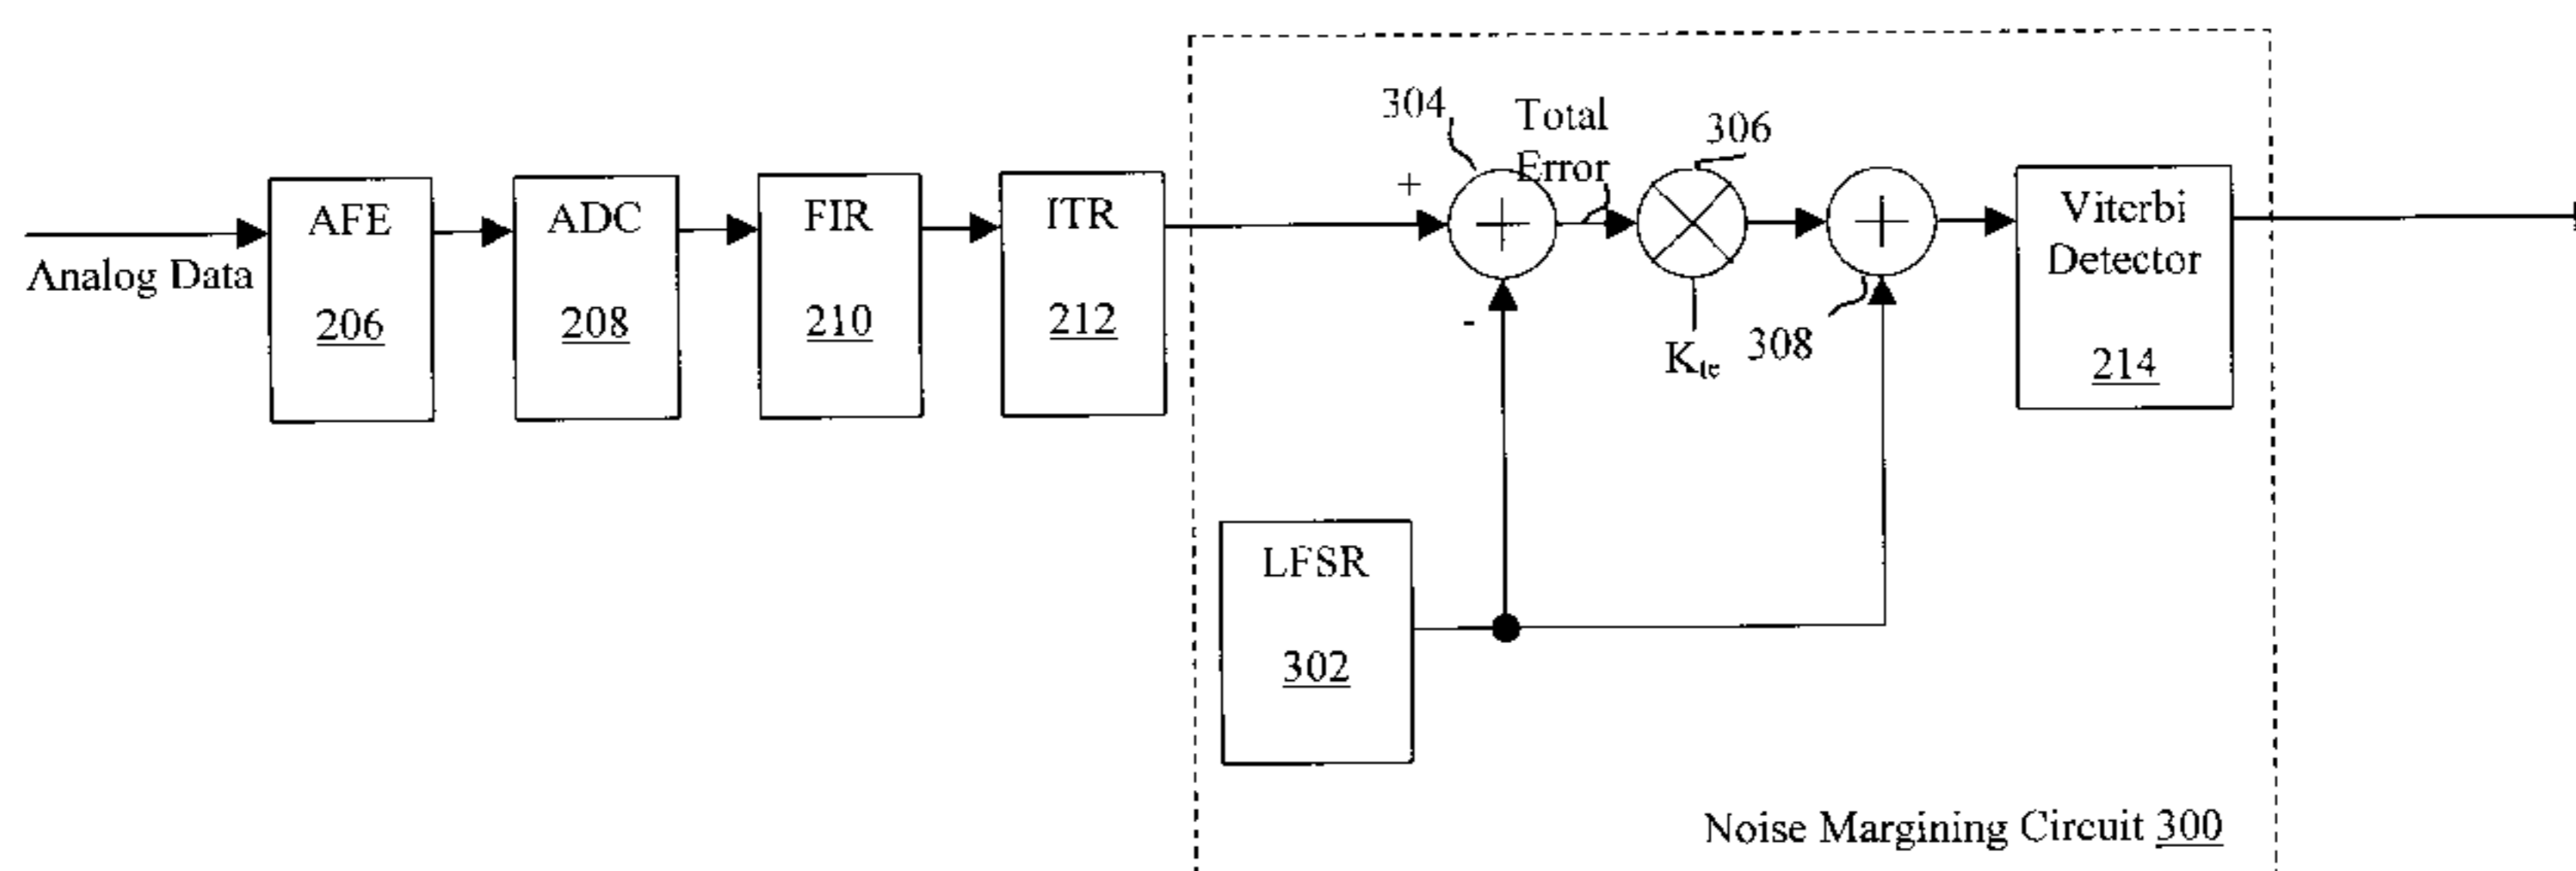 Analog Data
AFE
206
ADC
208
FIR
210
ITR
212
304
+
-
+
Total
Error
306
K_te
308
+
Viterbi
Detector
214
LFSR
302
Noise Margining Circuit 300